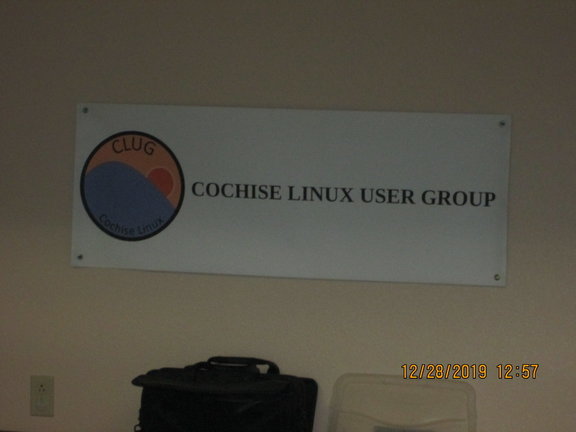 CLUG
Cochise Linux
COCHISE LINUX USER GROUP
12/28/2019 12:57